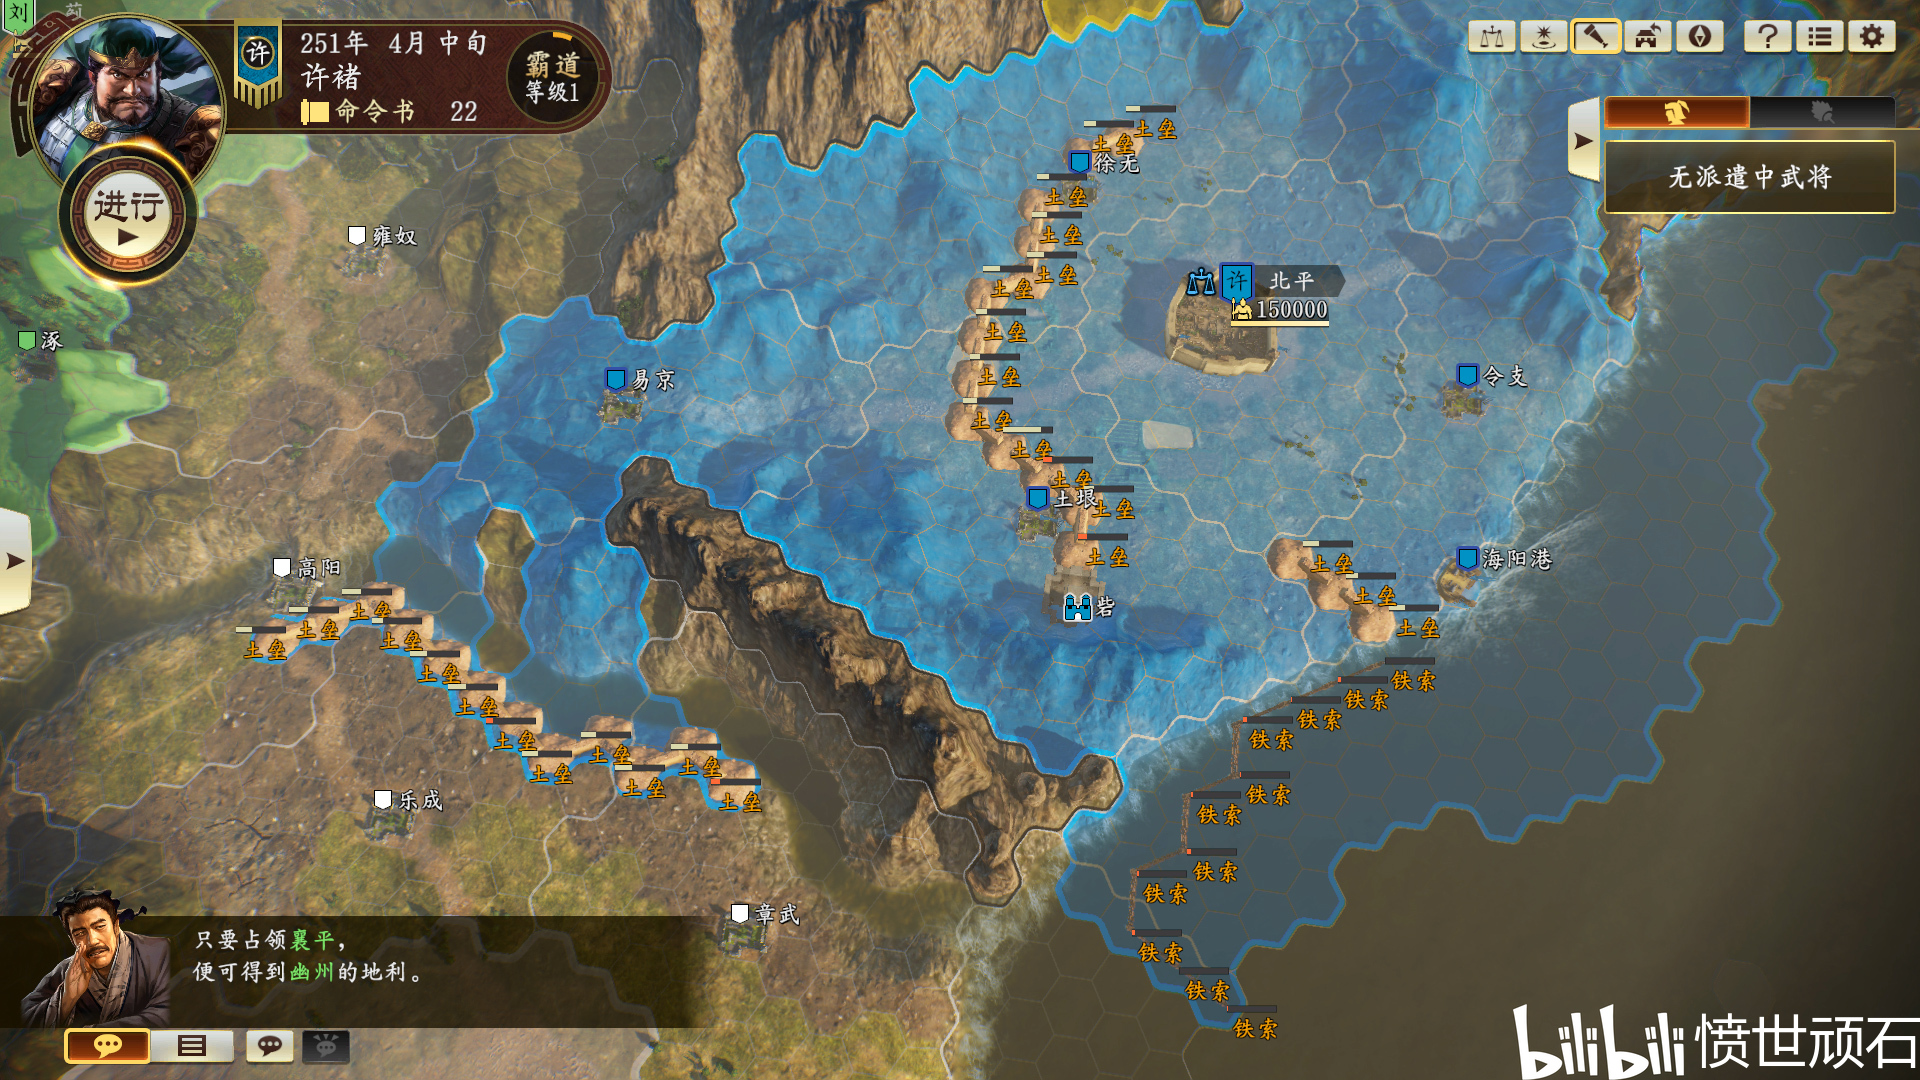 刘
蓟
许
251年 4月 中旬
许褚
命令书 22
霸道
等级1
进行
无派遣中武将
土垒
土垒
徐无
土垒
土垒
土垒
土垒
土垒
土垒
土垒
土垒
土垒
土垒
土垒
土垠
土垒
砦
许 北平
150000
令支
海阳港
土垒
土垒
土垒
雍奴
涿
易京
高阳
土垒
土垒
土垒
土垒
土垒
土垒
土垒
土垒
土垒
土垒
土垒
土垒
乐成
章武
铁索
铁索
铁索
铁索
铁索
铁索
铁索
铁索
铁索
铁索
铁索
只要占领襄平，
便可得到幽州的地利。
bilibili 愤世顽石